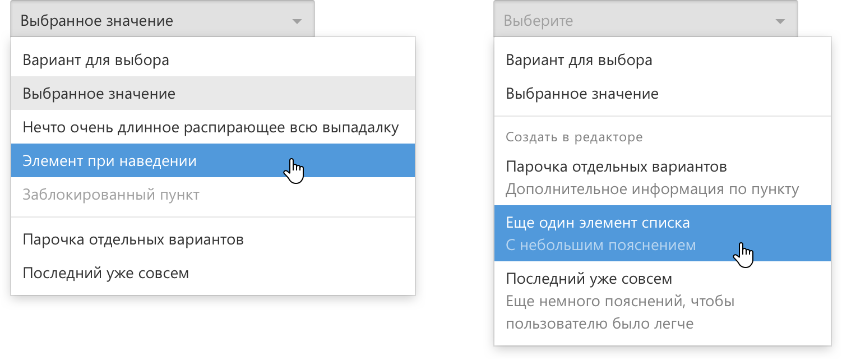 Выбранное значение
Вариант для выбора
Выбранное значение
Нечто очень длинное распирающее всю выпадалку
Элемент при наведении
Заблокированный пункт
Парочка отдельных вариантов
Последний уже совсем
Выберите
Вариант для выбора
Выбранное значение
Создать в редакторе
Парочка отдельных вариантов
Дополнительное информация по пункту
Еще один элемент списка
С небольшим пояснением
Последний уже совсем
Еще немного пояснений, чтобы
пользователю было легче